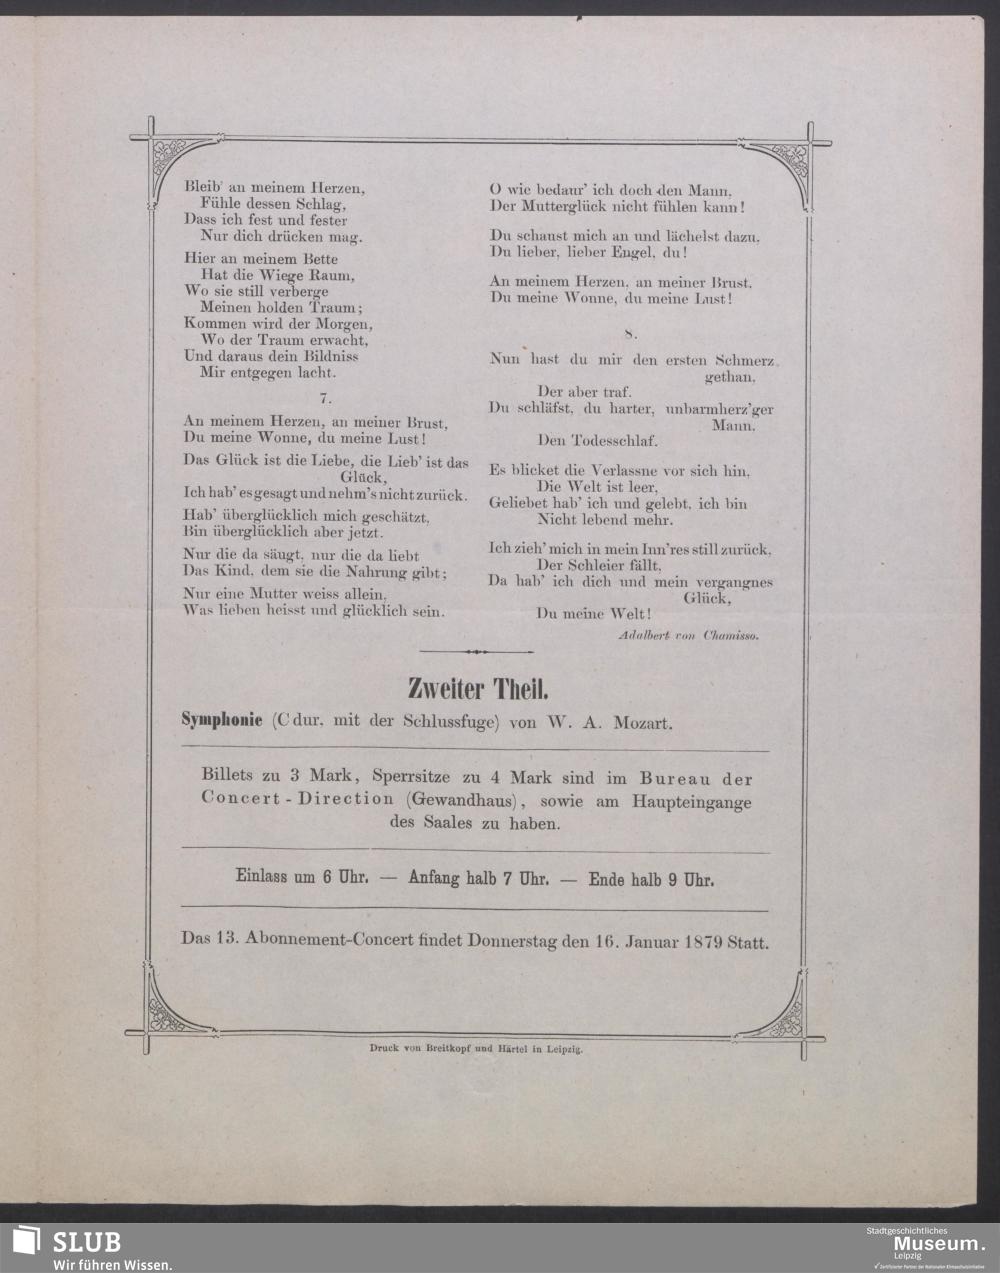 Bleib' an meinem Herzen,
Fühle dessen Schlag,
Dass ich fest und fester
Nur dich drücken mag.
Hier an meinem Bette
Hat die Wiege Raum,
Wo sie still verberge
Meinen holden Traum;
Kommen wird der Morgen,
Wo der Traum erwacht,
Und daraus dein Bildniss
Mir entgegen lacht.
7.
An meinem Herzen, an meiner Brust,
Du meine Wonne, du meine Lust!
Das Glück ist die Liebe, die Lieb' ist das
Glück,
Ich hab' es gesagt und nehm's nicht zurück.
Hab' überglücklich mich geschätzt,
Bin überglücklich aber jetzt.
Nur die da säugt, nur die da liebt
Das Kind, dem sie die Nahrung gibt;
Nur eine Mutter weiss allein,
Was lieben heisst und glücklich sein.
O wie bedaur' ich doch den Mann,
Der Mutterglück nicht fühlen kann!
Du schaust mich an und lächelst dazu,
Du lieber, lieber Engel, du!
An meinem Herzen, an meiner Brust,
Du meine Wonne, du meine Lust!
8.
Nun hast du mir den ersten Schmerz
gethan,
Der aber traf.
Du schläfst, du harter, unbarmherz'ger
Mann,
Den Todesschlaf.
Es blicket die Verlassne vor sich hin,
Die Welt ist leer,
Geliebet hab' ich und gelebt, ich bin
Nicht lebend mehr.
Ich zieh' mich in mein Inn'res still zurück,
Der Schleier fällt,
Da hab' ich dich und mein vergangnes
Glück,
Du meine Welt!
Adalbert von Chamisso.
Zweiter Theil.
Symphonie (C dur, mit der Schlussfuge) von W. A. Mozart.
Billets zu 3 Mark, Sperrsitze zu 4 Mark sind im Bureau der
Concert-Direction (Gewandhaus), sowie am Haupteingange
des Saales zu haben.
Einlass um 6 Uhr. — Anfang halb 7 Uhr. — Ende halb 9 Uhr.
Das 13. Abonnement-Concert findet Donnerstag den 16. Januar 1879 Statt.
Druck von Breitkopf und Härtel in Leipzig.
SLUB
Wir führen Wissen.
Stadtgeschichtliches
Museum.
Leipzig
Zertifizierter Partner der Nationalen Klimaschutzinitiative